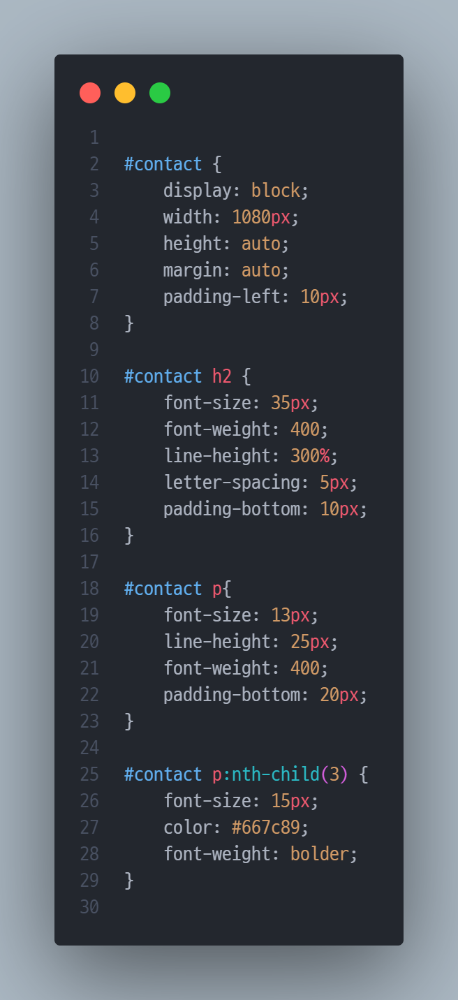 1
2 #contact {
3     display: block;
4     width: 1080px;
5     height: auto;
6     margin: auto;
7     padding-left: 10px;
8 }
9
10 #contact h2 {
11     font-size: 35px;
12     font-weight: 400;
13     line-height: 300%;
14     letter-spacing: 5px;
15     padding-bottom: 10px;
16 }
17
18 #contact p{
19     font-size: 13px;
20     line-height: 25px;
21     font-weight: 400;
22     padding-bottom: 20px;
23 }
24
25 #contact p:nth-child(3) {
26     font-size: 15px;
27     color: #667c89;
28     font-weight: bolder;
29 }
30